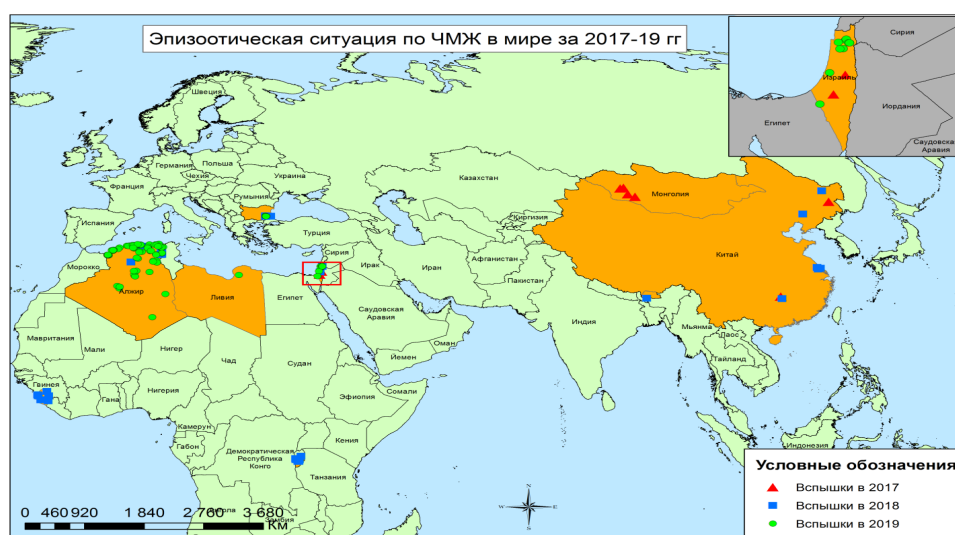 Эпизоотическая ситуация по ЧМЖ в мире за 2017-19 гг
Сирия
Израиль
Иордания
Египет
Саудовская
Аравия
Швеция
Германия
Польша
Чехия
Украина
Франция
Румыния
Испания
Турция
Казахстан
Киргизия
Монголия
Китай
Сирия
Ирак
Иран
Афганистан
Пакистан
Марокко
Алжир
Ливия
Египет
Саудовская
Аравия
Индия
Мьянма
Лаос
Тайланд
Мавритания
Мали
Нигер
Чад
Судан
Йемен
Оман
Гвинея
Гана
Нигерия
Эфиопия
Сомали
Камерун
Габон
Демократическая
Республика
Конго
Кения
Танзания
Индонезия
Ангола
Замбия
0 460 920 1 840 2 760 3 680
Км
N
W E
S
Условные обозначения
Вспышки в 2017
Вспышки в 2018
Вспышки в 2019